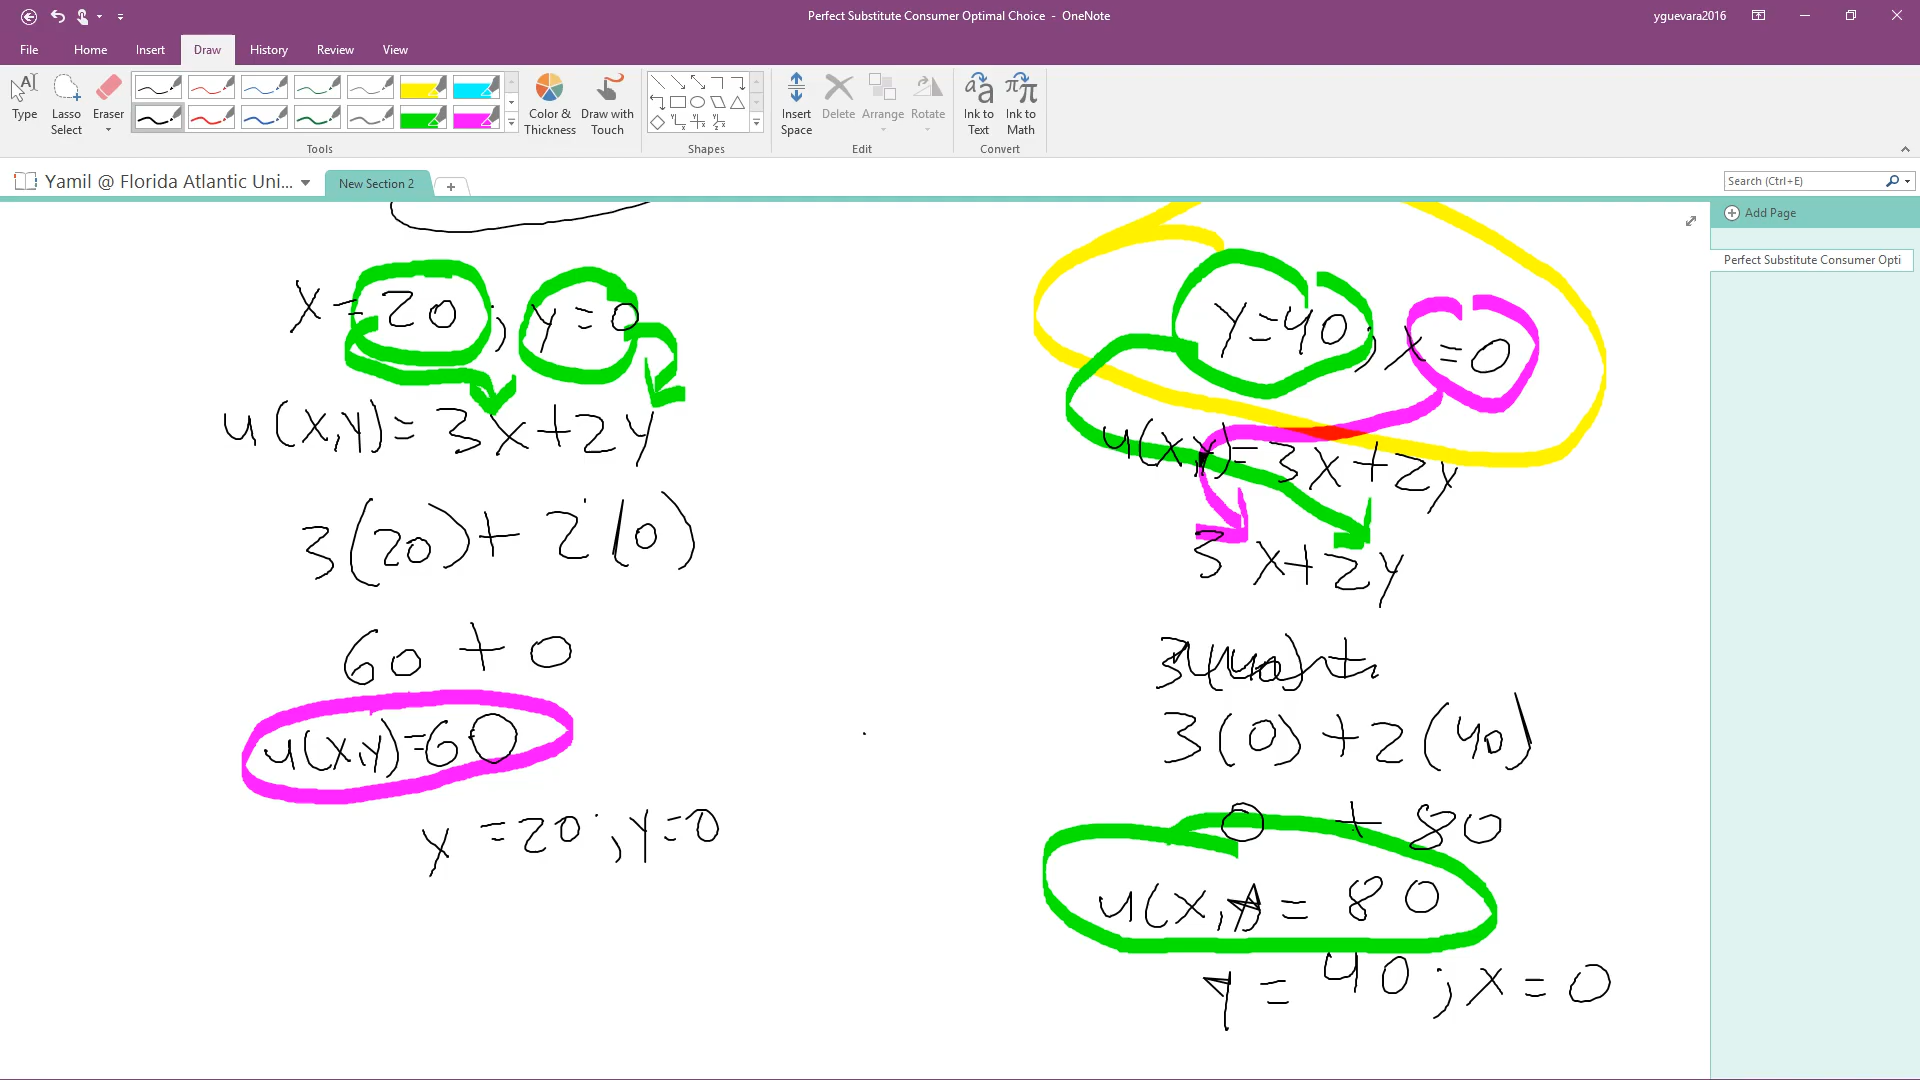 Perfect Substitute Consumer Optimal Choice - OneNote
yguevara2016
File Home Insert Draw History Review View
Type
Lasso Select
Eraser
Color & Thickness
Draw with Touch
Insert Space
Delete
Arrange
Rotate
Ink to Text
Ink to Math
Tools
Shapes
Edit
Convert
Yamil @ Florida Atlantic Uni...
New Section 2
Search (Ctrl+E)
Add Page
Perfect Substitute Consumer Opti
x=20; y=0
u(x,y)=3x+2y
3(20)+2(0)
60+0
u(x,y)=60
x=20; y=0
y=40; x=0
u(x,y)=3x+2y
3x+2y
3(0)+2(40)
0+80
u(x,y)=80
y=40; x=0